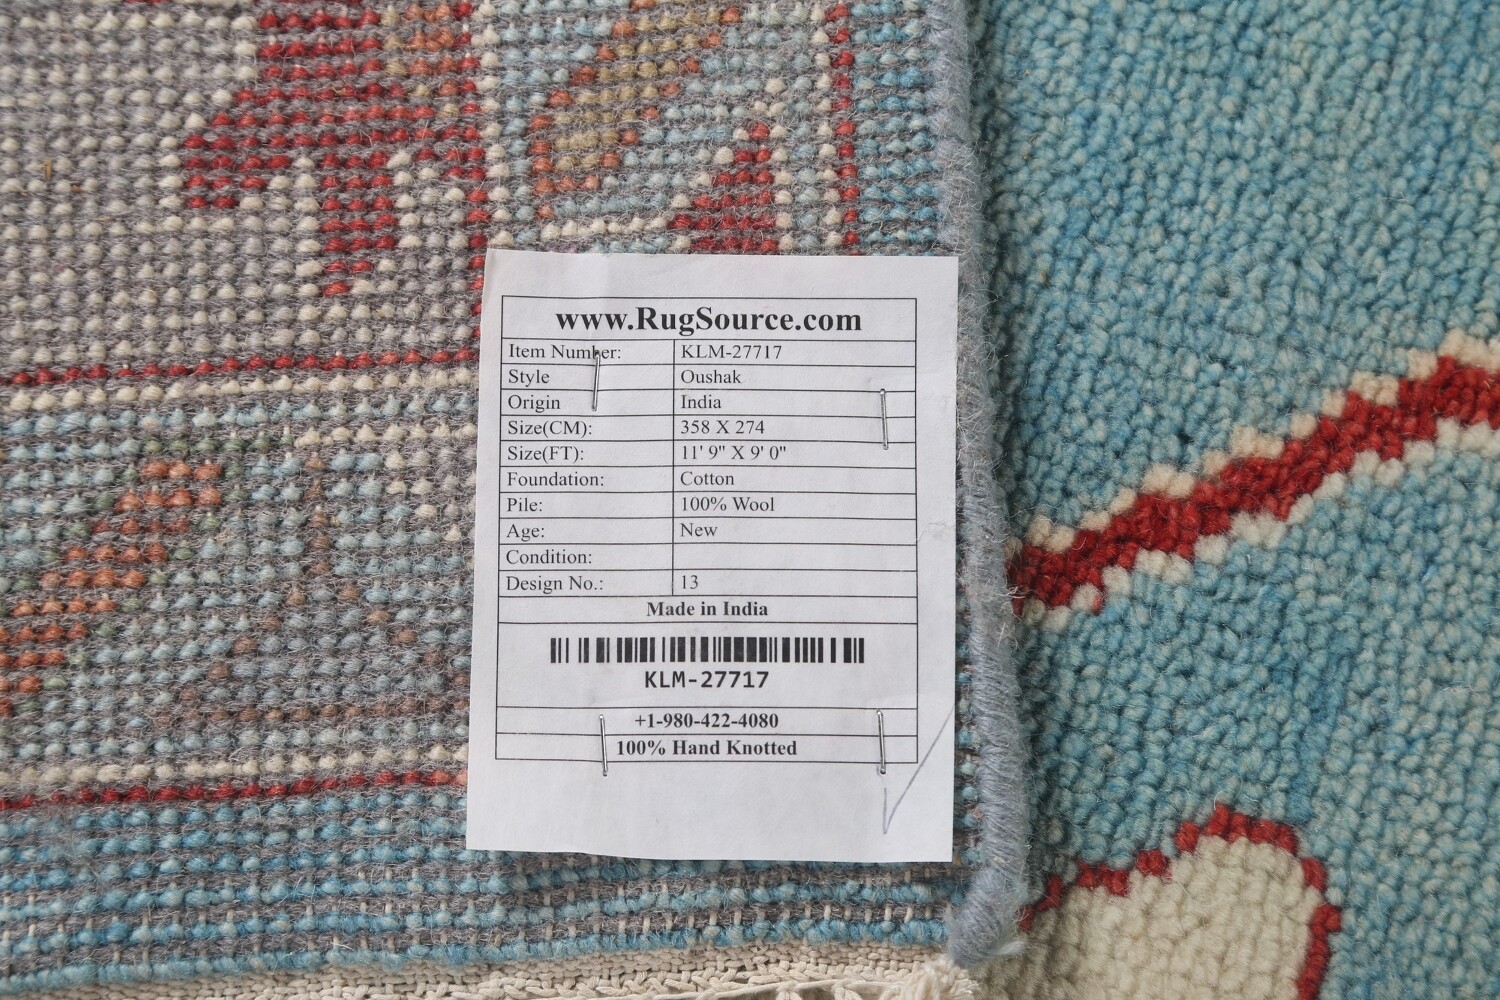 www.RugSource.com
Item Number: KLM-27717
Style Oushak
Origin India
Size(CM): 358 X 274
Size(FT): 11' 9" X 9' 0"
Foundation: Cotton
Pile: 100% Wool
Age: New
Condition:
Design No.: 13
Made in India
KLM-27717
+1-980-422-4080
100% Hand Knotted